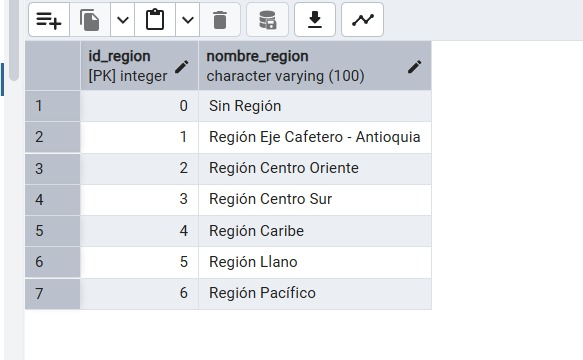 id_region nombre_region
[PK] integer character varying (100)
1 0 Sin Región
2 1 Región Eje Cafetero - Antioquia
3 2 Región Centro Oriente
4 3 Región Centro Sur
5 4 Región Caribe
6 5 Región Llano
7 6 Región Pacífico